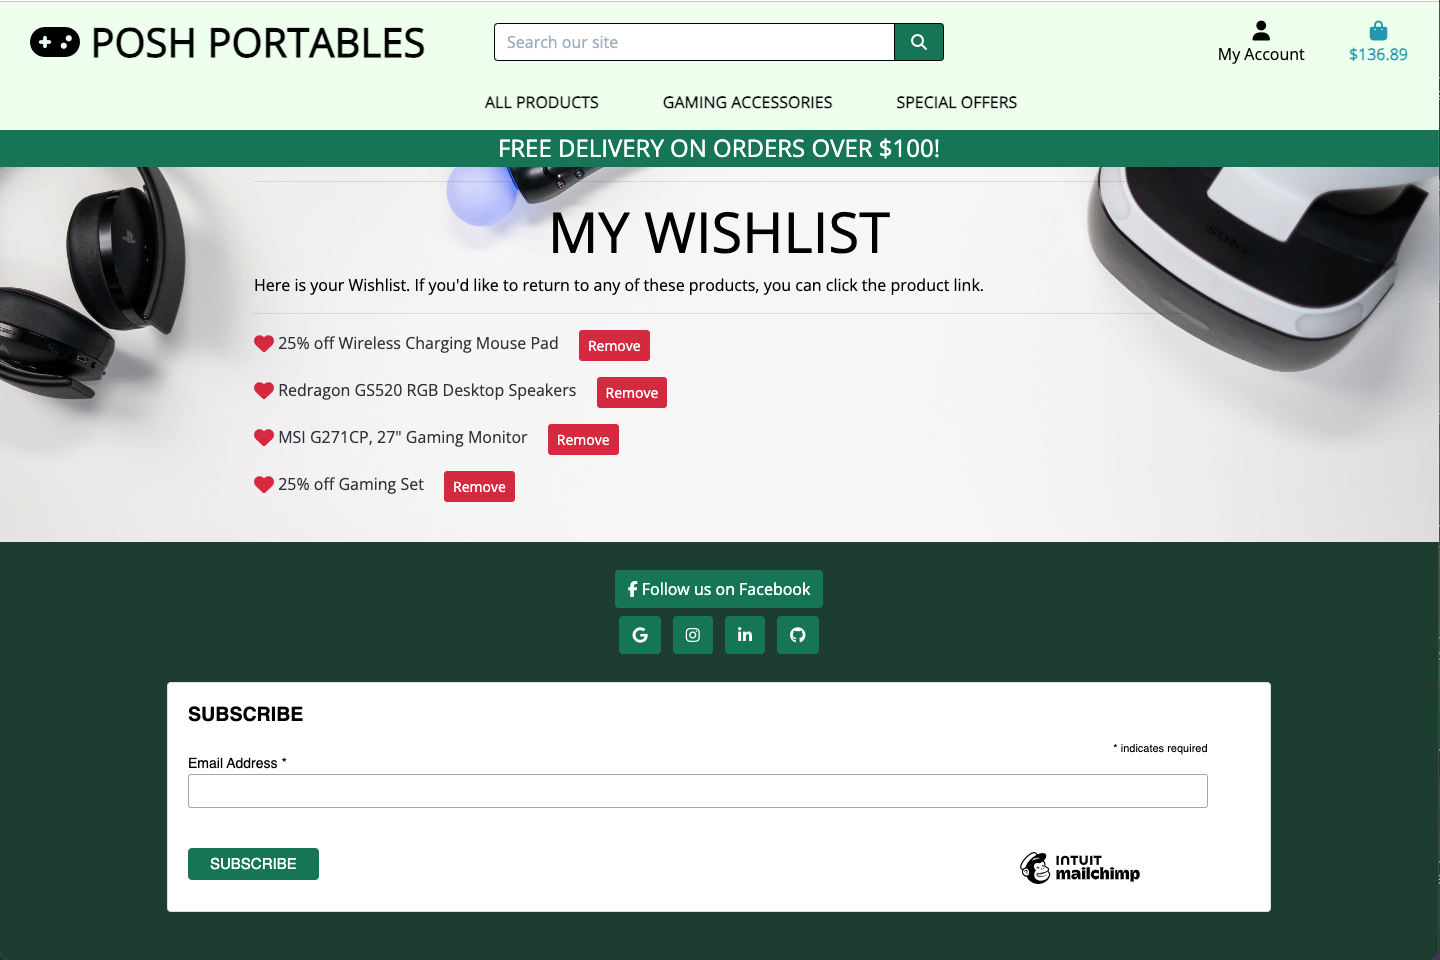 POSH PORTABLES
Search our site
My Account
$136.89
ALL PRODUCTS
GAMING ACCESSORIES
SPECIAL OFFERS
FREE DELIVERY ON ORDERS OVER $100!
SONY
MY WISHLIST
Here is your Wishlist. If you'd like to return to any of these products, you can click the product link.
25% off Wireless Charging Mouse Pad Remove
Redragon GS520 RGB Desktop Speakers Remove
MSI G271CP, 27" Gaming Monitor Remove
25% off Gaming Set Remove
Follow us on Facebook
SUBSCRIBE
* indicates required
Email Address *
SUBSCRIBE
INTUIT
mailchimp